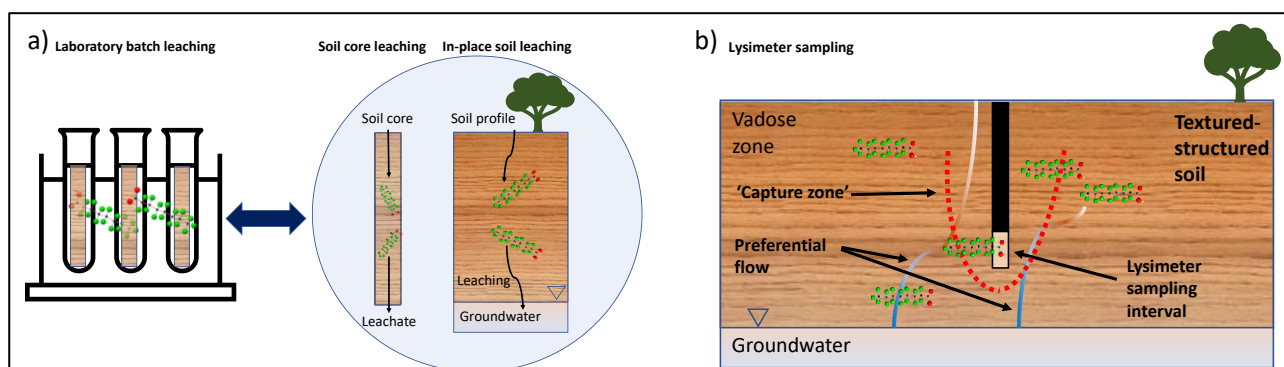 a)
Laboratory batch leaching
Soil core leaching
In-place soil leaching
Soil core
Soil profile
Leaching
Leachate
Groundwater
b)
Lysimeter sampling
Vadose
zone
Textured-
structured
soil
‘Capture zone’
Preferential
flow
Lysimeter
sampling
interval
Groundwater